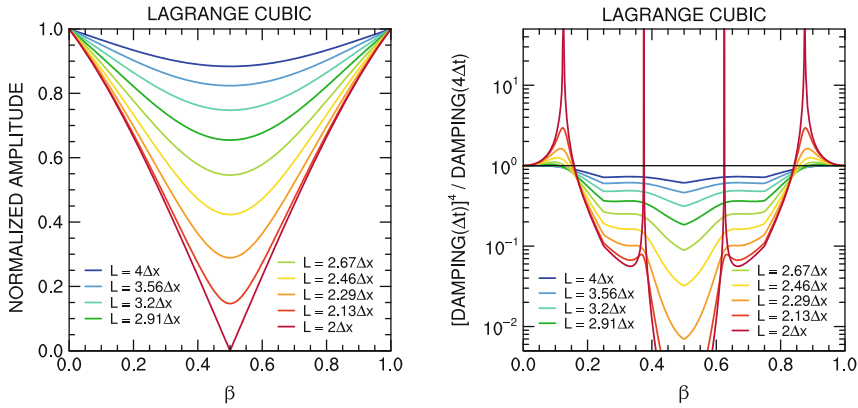 LAGRANGE CUBIC
NORMALIZED AMPLITUDE
1.0
0.8
0.6
0.4
0.2
0.0
L = 4Δx
L = 3.56Δx
L = 3.2Δx
L = 2.91Δx
L = 2.67Δx
L = 2.46Δx
L = 2.29Δx
L = 2.13Δx
L = 2Δx
0.0 0.2 0.4 0.6 0.8 1.0
β
LAGRANGE CUBIC
[DAMPING(Δt)]⁴ / DAMPING(4Δt)
10¹
10⁰
10⁻¹
10⁻²
L = 4Δx
L = 3.56Δx
L = 3.2Δx
L = 2.91Δx
L = 2.67Δx
L = 2.46Δx
L = 2.29Δx
L = 2.13Δx
L = 2Δx
0.0 0.2 0.4 0.6 0.8 1.0
β